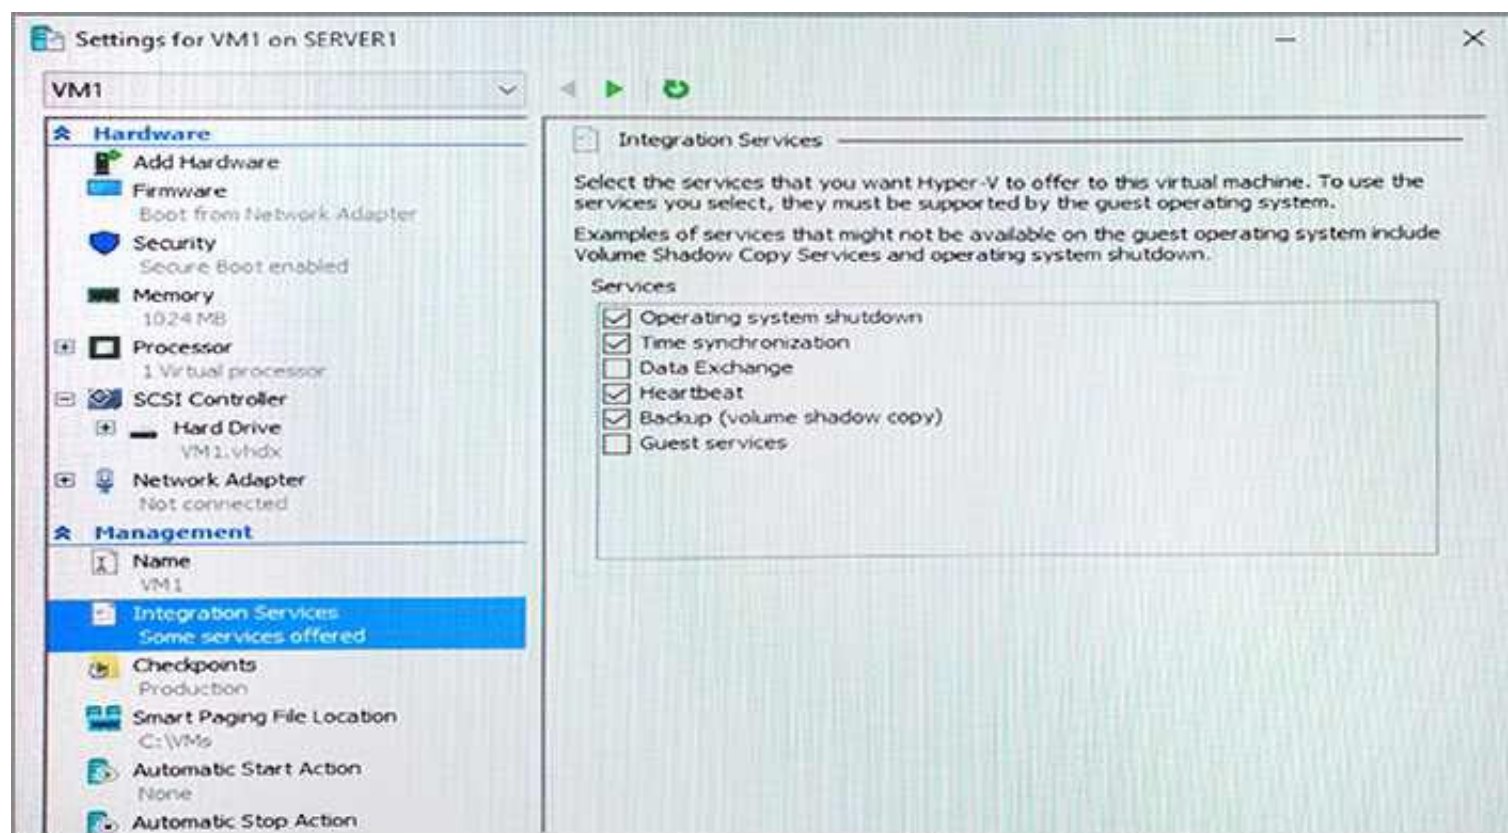 Settings for VM1 on SERVER1
VM1
Hardware
Add Hardware
Firmware
Boot from Network Adapter
Security
Secure Boot enabled
Memory
1024 MB
Processor
1 Virtual processor
SCSI Controller
Hard Drive
VM1.vhdx
Network Adapter
Not connected
Management
Name
VM1
Integration Services
Some services offered
Checkpoints
Production
Smart Paging File Location
C:\VMs
Automatic Start Action
None
Automatic Stop Action
Integration Services
Select the services that you want Hyper-V to offer to this virtual machine. To use the
services you select, they must be supported by the guest operating system.
Examples of services that might not be available on the guest operating system include
Volume Shadow Copy Services and operating system shutdown.
Services
Operating system shutdown
Time synchronization
Data Exchange
Heartbeat
Backup (volume shadow copy)
Guest services